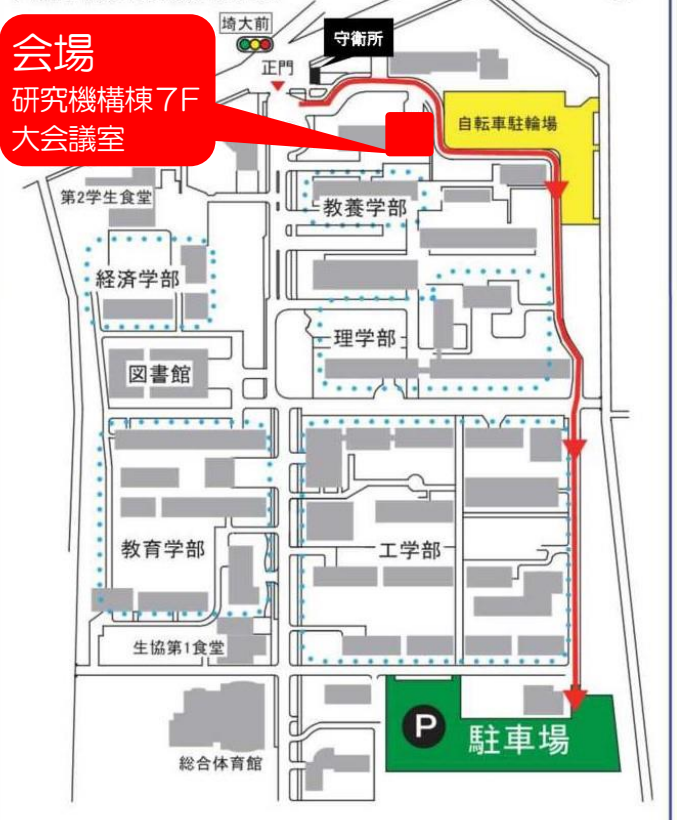 埼大前
守衛所
会場
研究機構棟7F
大会議室
正門
自転車駐輪場
第2学生食堂
教養学部
経済学部
理学部
図書館
教育学部
工学部
生協第1食堂
P
駐車場
総合体育館